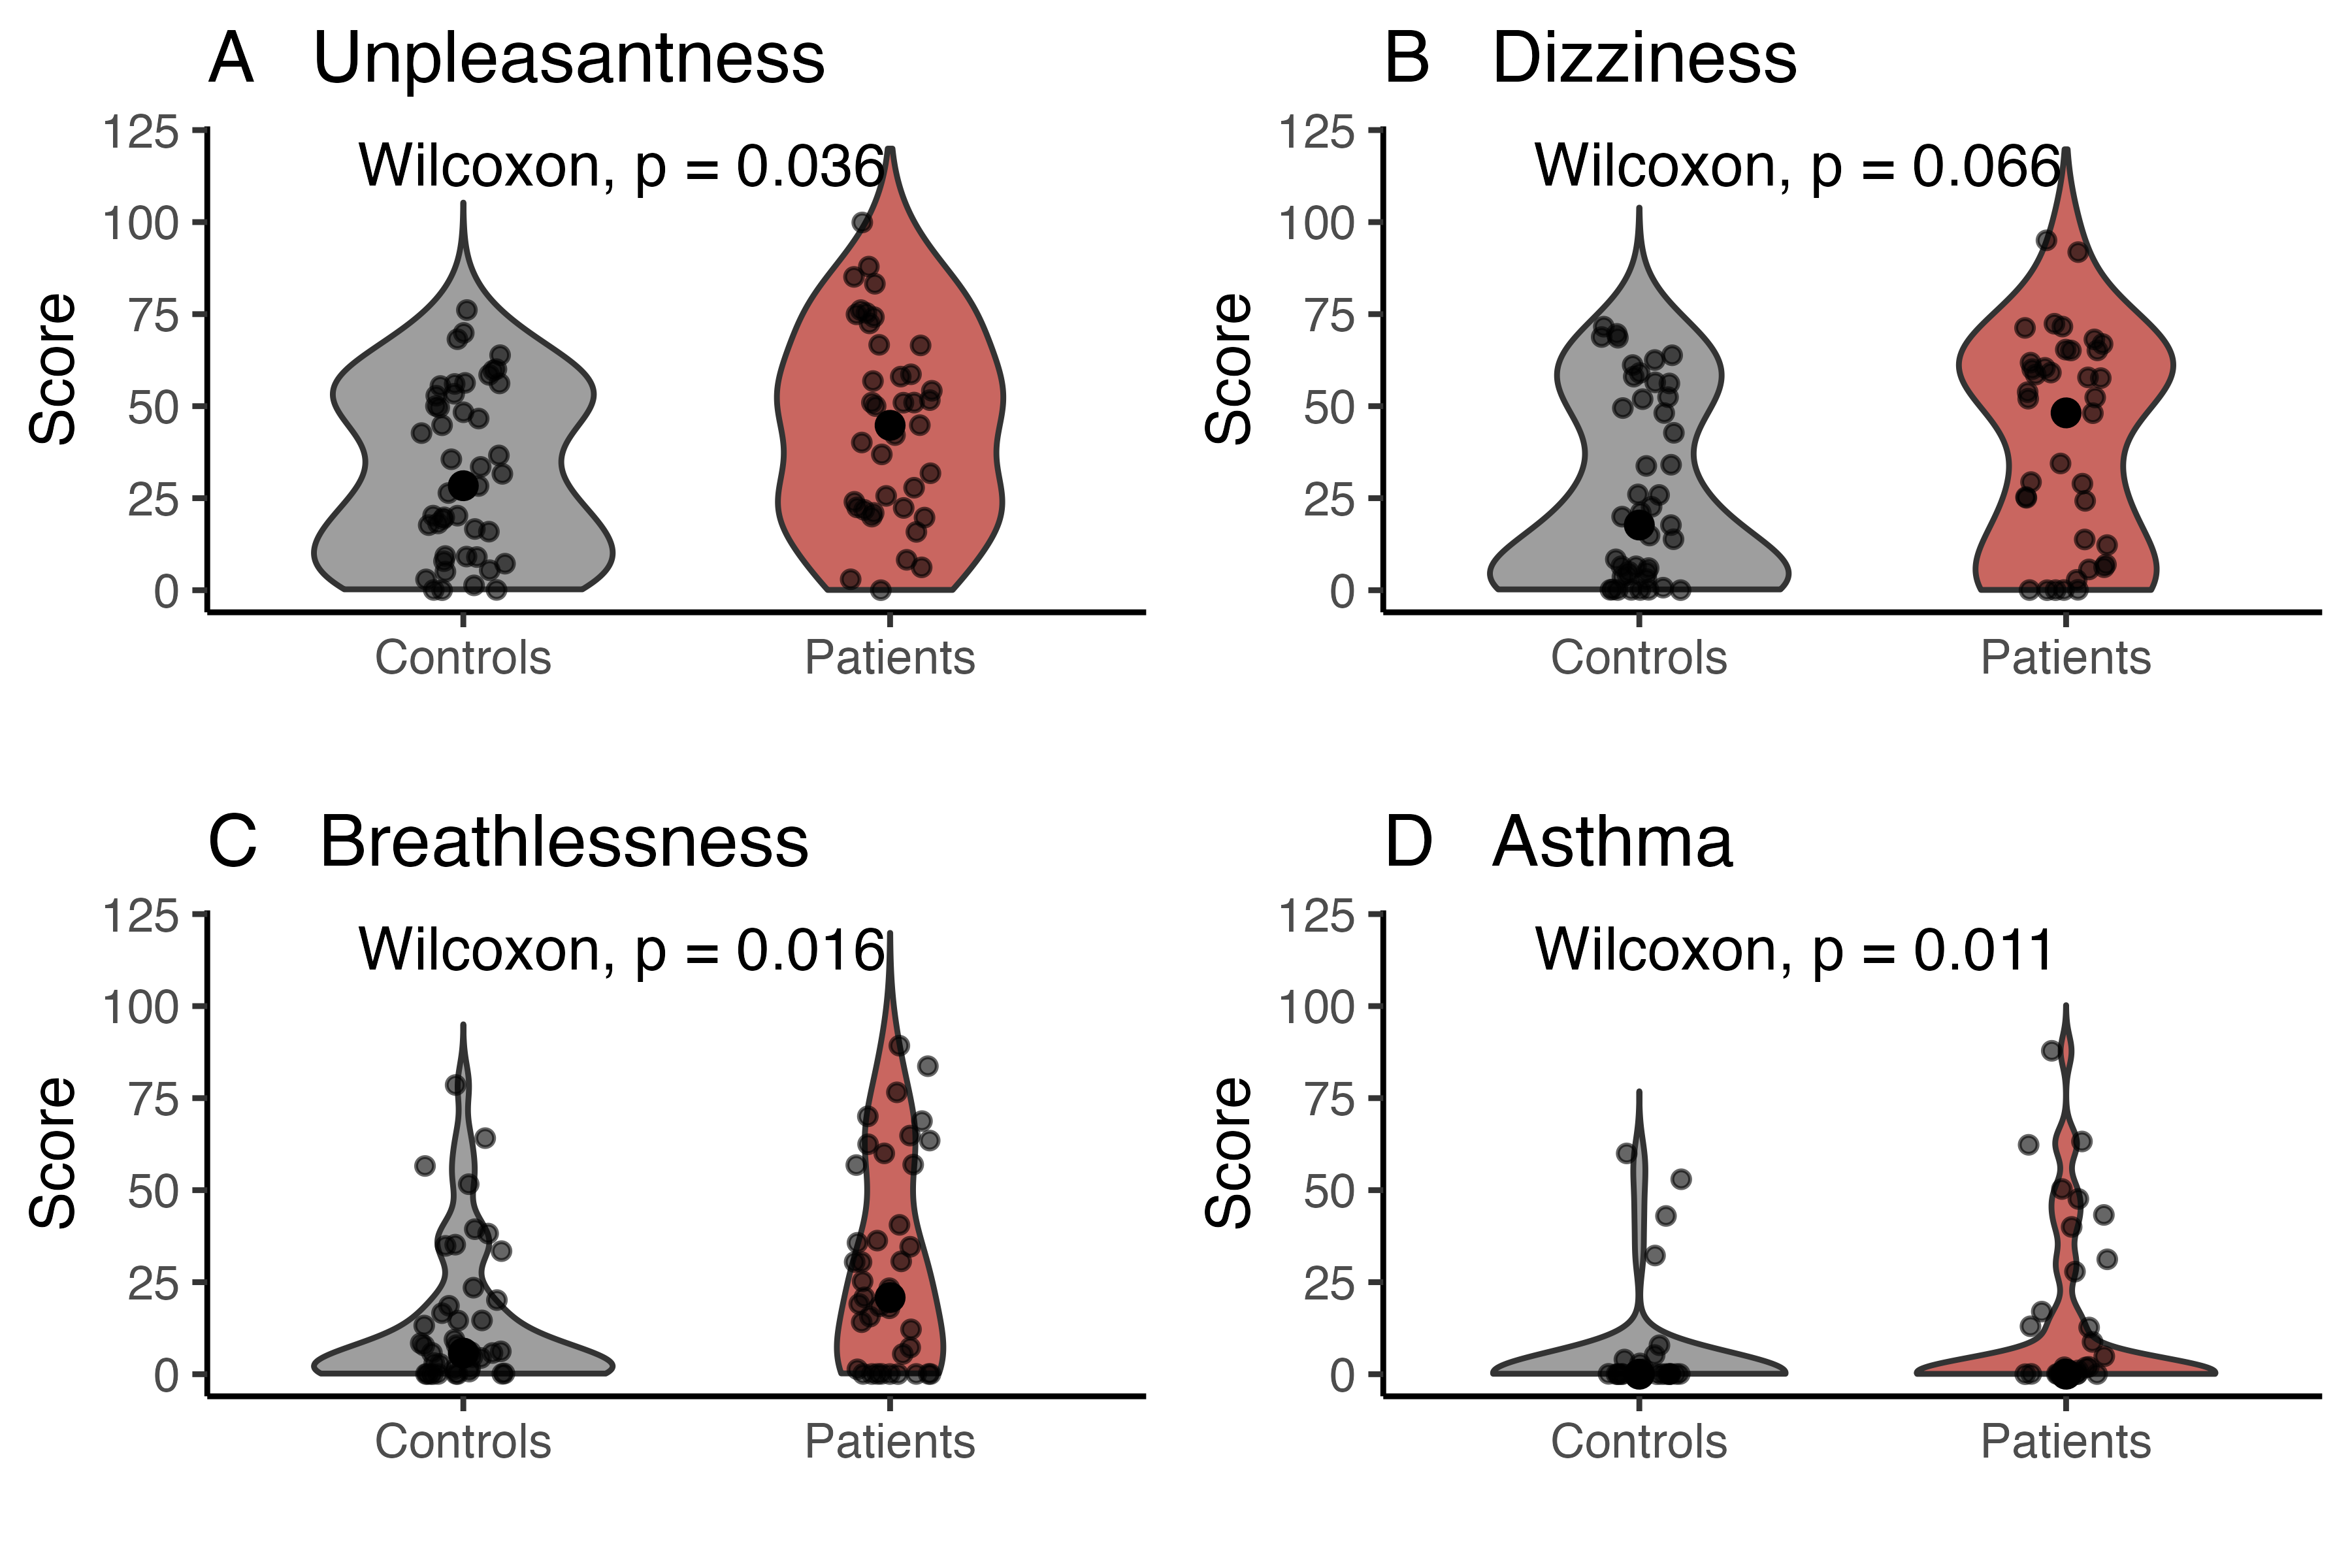 A Unpleasantness
125
100
75
50
25
0
Score
Wilcoxon, p = 0.036
Controls Patients
B Dizziness
125
100
75
50
25
0
Score
Wilcoxon, p = 0.066
Controls Patients
C Breathlessness
125
100
75
50
25
0
Score
Wilcoxon, p = 0.016
Controls Patients
D Asthma
125
100
75
50
25
0
Score
Wilcoxon, p = 0.011
Controls Patients